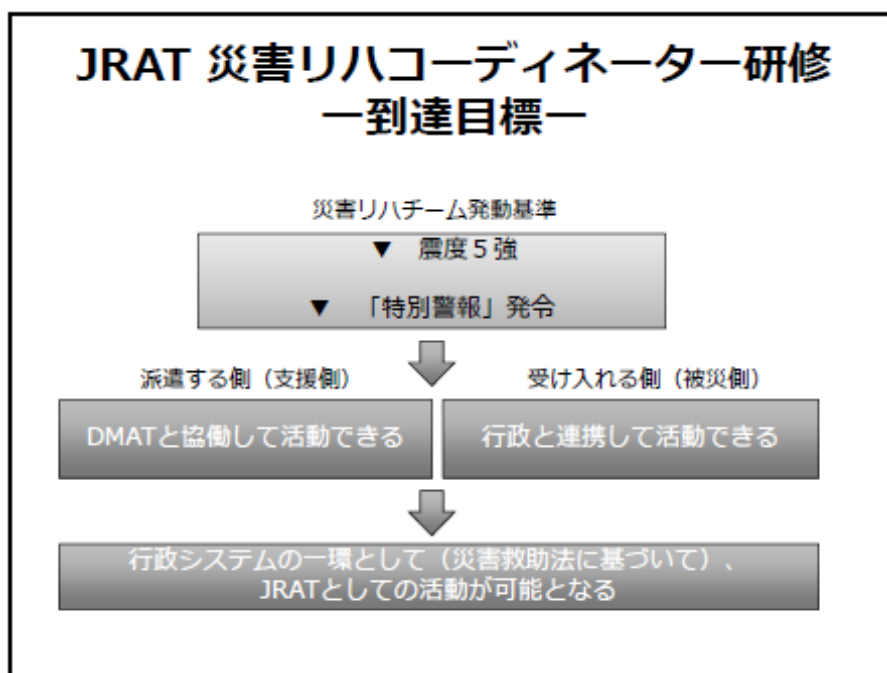 JRAT 災害リハコーディネーター研修
ー到達目標ー
災害リハチーム発動基準
▼ 震度５強
▼ 「特別警報」発令
派遣する側（支援側）
受け入れる側（被災側）
DMATと協働して活動できる
行政と連携して活動できる
行政システムの一環として（災害救助法に基づいて）、
JRATとしての活動が可能となる